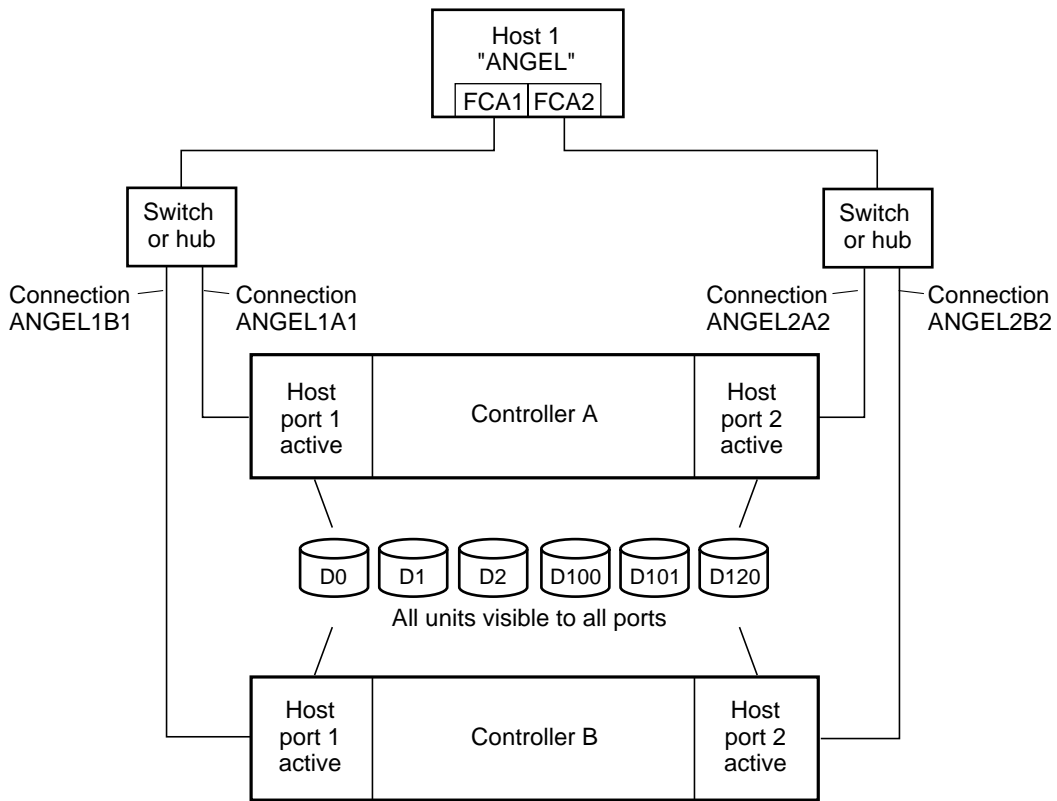 Host 1
"ANGEL"
FCA1 FCA2
Switch
or hub
Switch
or hub
Connection
ANGEL1B1
Connection
ANGEL1A1
Connection
ANGEL2A2
Connection
ANGEL2B2
Host
port 1
active
Controller A
Host
port 2
active
D0 D1 D2 D100 D101 D120
All units visible to all ports
Host
port 1
active
Controller B
Host
port 2
active